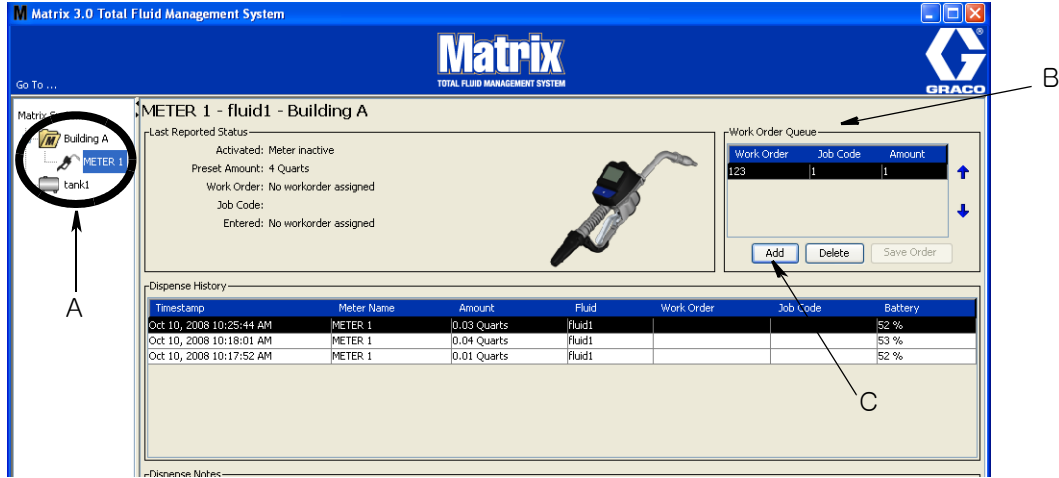 Matrix 3.0 Total Fluid Management System
Matrix
TOTAL FLUID MANAGEMENT SYSTEM
Go To ...
GRACO
B
Matrix
Building A
METER 1
tank1
A
METER 1 - fluid1 - Building A
Last Reported Status
Activated: Meter inactive
Preset Amount: 4 Quarts
Work Order: No workorder assigned
Job Code:
Entered: No workorder assigned
Work Order Queue
Work Order Job Code Amount
123 1 1
Add Delete Save Order
Dispense History
Timestamp Meter Name Amount Fluid Work Order Job Code Battery
Oct 10, 2008 10:25:44 AM METER 1 0.03 Quarts fluid1 52 %
Oct 10, 2008 10:18:01 AM METER 1 0.04 Quarts fluid1 53 %
Oct 10, 2008 10:17:52 AM METER 1 0.01 Quarts fluid1 52 %
C
Dispense Notes